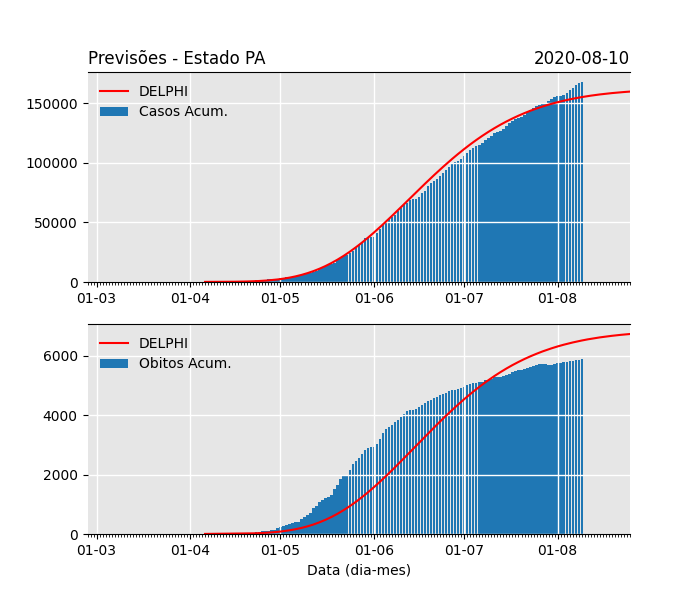 Previsões - Estado PA 2020-08-10
DELPHI
Casos Acum.
150000
100000
50000
0
01-03 01-04 01-05 01-06 01-07 01-08
DELPHI
Obitos Acum.
6000
4000
2000
0
01-03 01-04 01-05 01-06 01-07 01-08
Data (dia-mes)